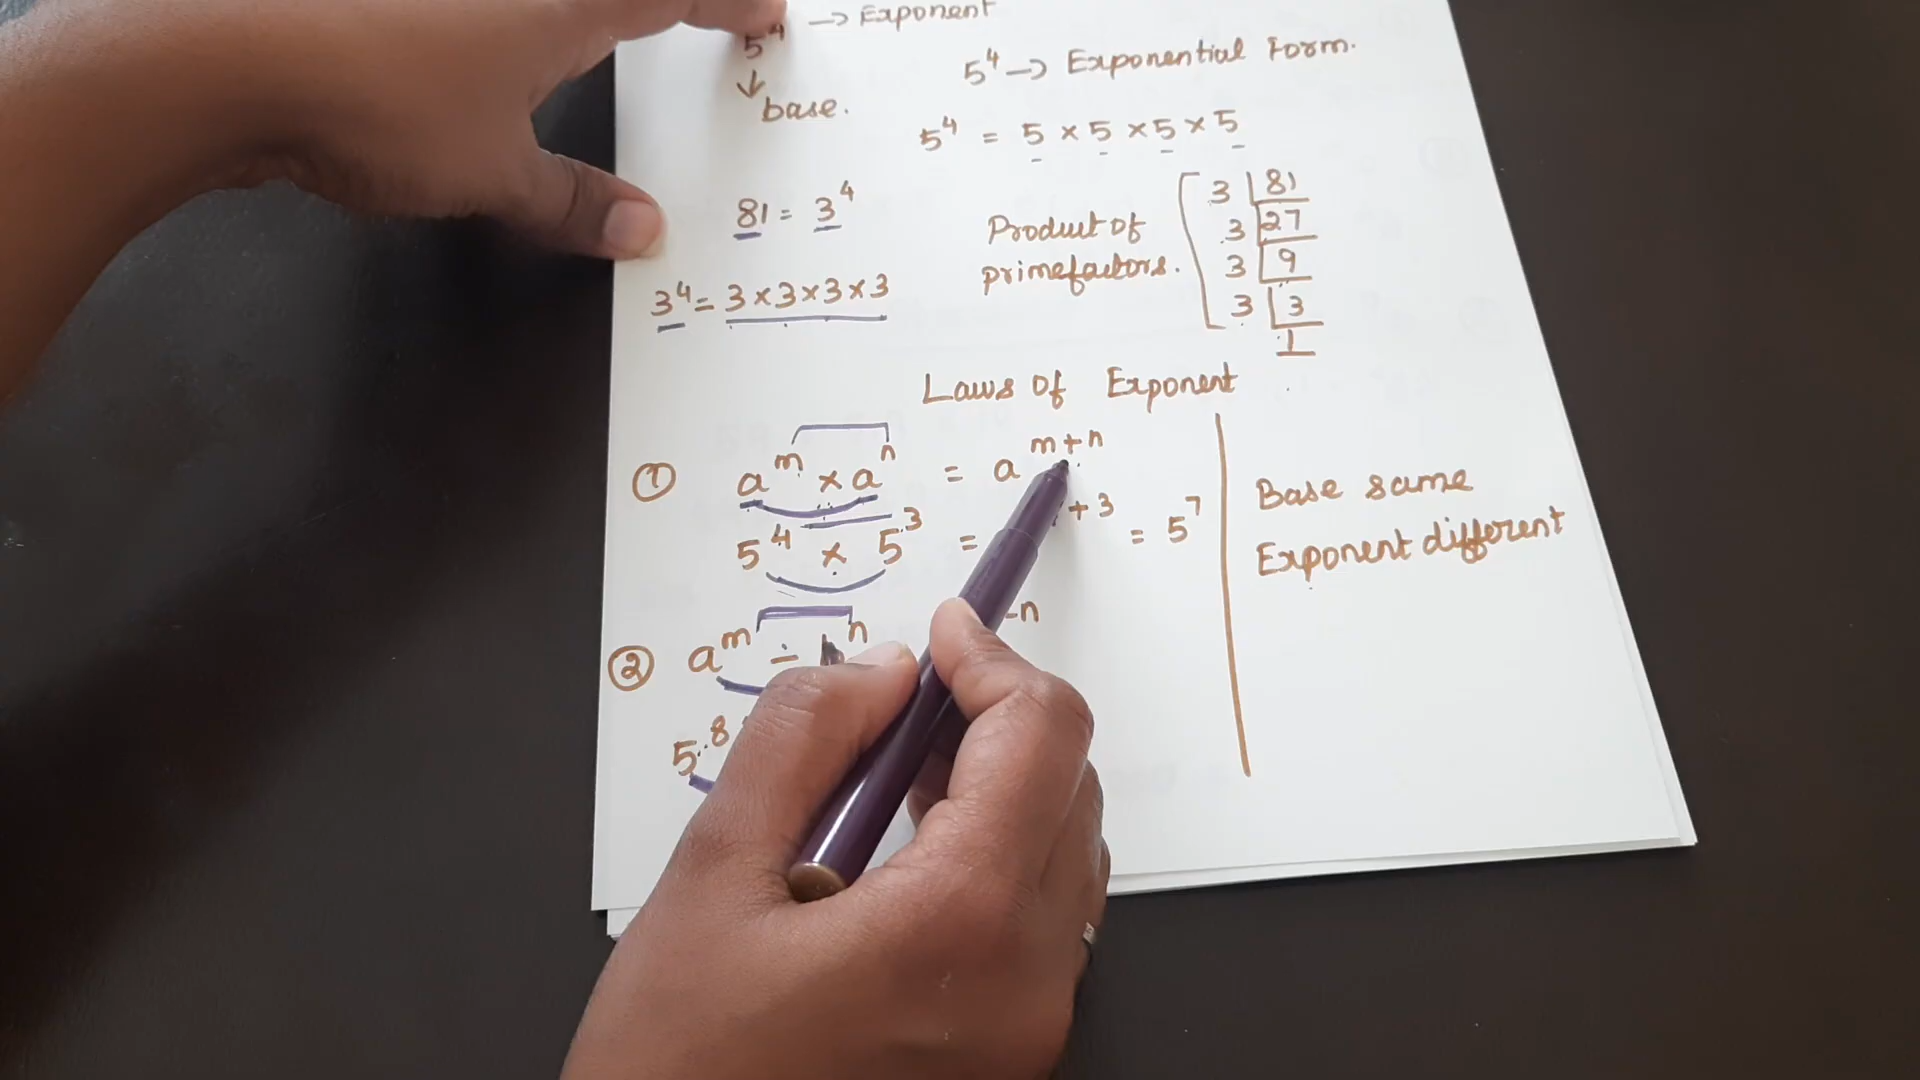 5⁴ → Exponent
↓
base.
5⁴ → Exponential Form.
5⁴ = 5 × 5 × 5 × 5
81 = 3⁴
3⁴ = 3 × 3 × 3 × 3
Product of
primefactors.
3 | 81
3 | 27
3 | 9
3 | 3
1
Laws of Exponent
① aᵐ × aⁿ = aᵐ⁺ⁿ
5⁴ × 5³ = + 3 = 5⁷
② aᵐ ÷ n - n
5⁸
Base same
Exponent different